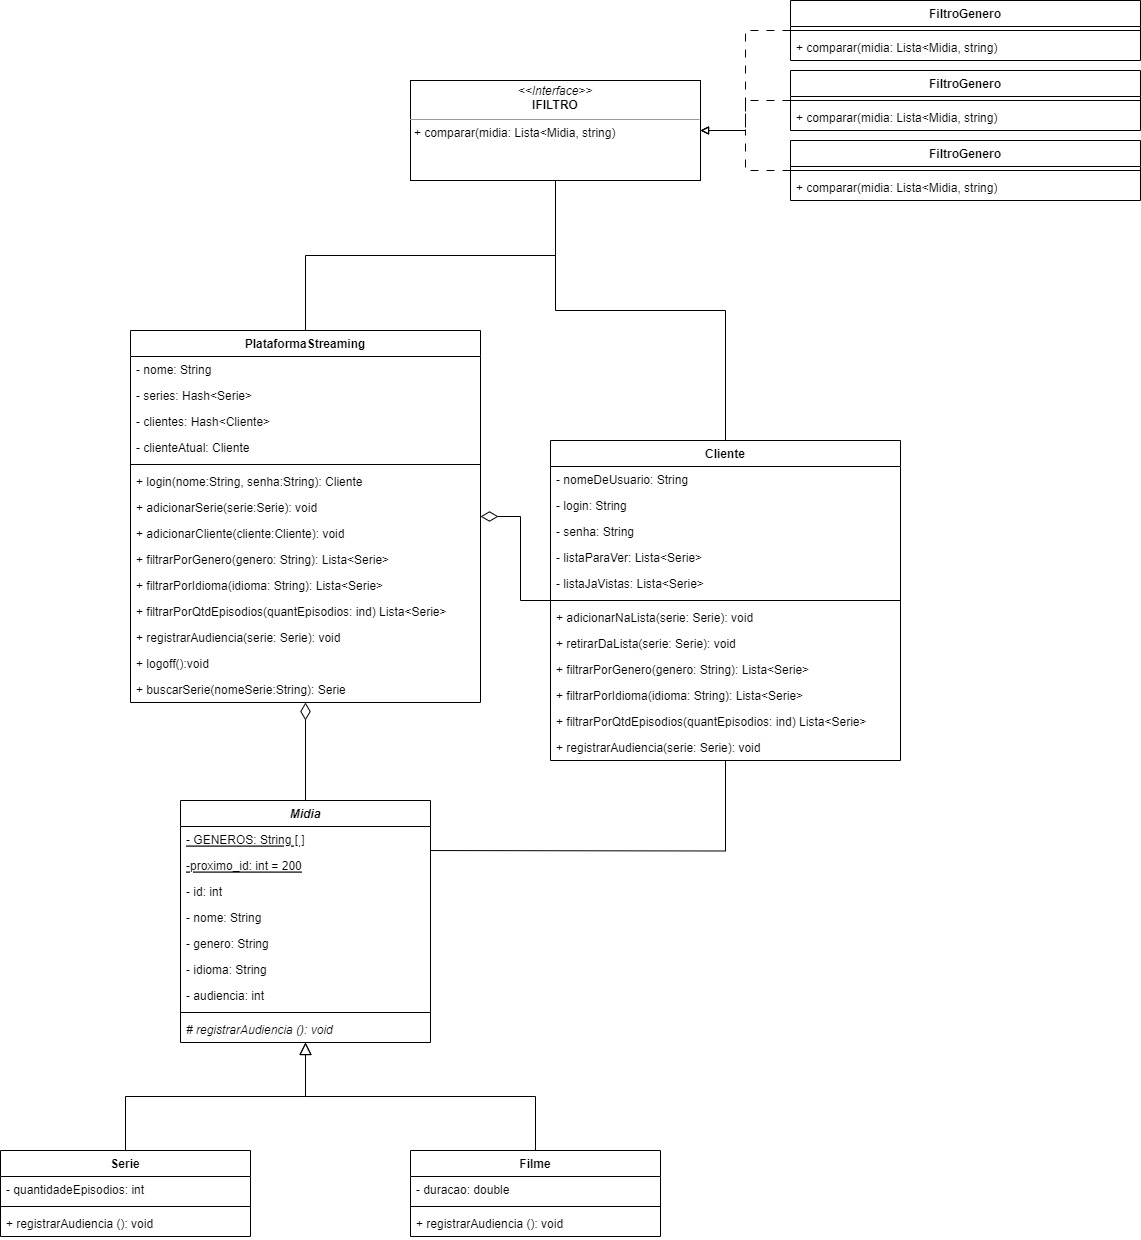 FiltroGenero
+ comparar(midia: Lista<Midia, string)
FiltroGenero
+ comparar(midia: Lista<Midia, string)
FiltroGenero
+ comparar(midia: Lista<Midia, string)
<<Interface>>
IFILTRO
+ comparar(midia: Lista<Midia, string)
PlataformaStreaming
- nome: String
- series: Hash<Serie>
- clientes: Hash<Cliente>
- clienteAtual: Cliente
+ login(nome:String, senha:String): Cliente
+ adicionarSerie(serie:Serie): void
+ adicionarCliente(cliente:Cliente): void
+ filtrarPorGenero(genero: String): Lista<Serie>
+ filtrarPorIdioma(idioma: String): Lista<Serie>
+ filtrarPorQtdEpisodios(quantEpisodios: ind) Lista<Serie>
+ registrarAudiencia(serie: Serie): void
+ logoff():void
+ buscarSerie(nomeSerie:String): Serie
Cliente
- nomeDeUsuario: String
- login: String
- senha: String
- listaParaVer: Lista<Serie>
- listaJaVistas: Lista<Serie>
+ adicionarNaLista(serie: Serie): void
+ retirarDaLista(serie: Serie): void
+ filtrarPorGenero(genero: String): Lista<Serie>
+ filtrarPorIdioma(idioma: String): Lista<Serie>
+ filtrarPorQtdEpisodios(quantEpisodios: ind) Lista<Serie>
+ registrarAudiencia(serie: Serie): void
Midia
- GENEROS: String [ ]
-proximo_id: int = 200
- id: int
- nome: String
- genero: String
- idioma: String
- audiencia: int
# registrarAudiencia (): void
Serie
- quantidadeEpisodios: int
+ registrarAudiencia (): void
Filme
- duracao: double
+ registrarAudiencia (): void